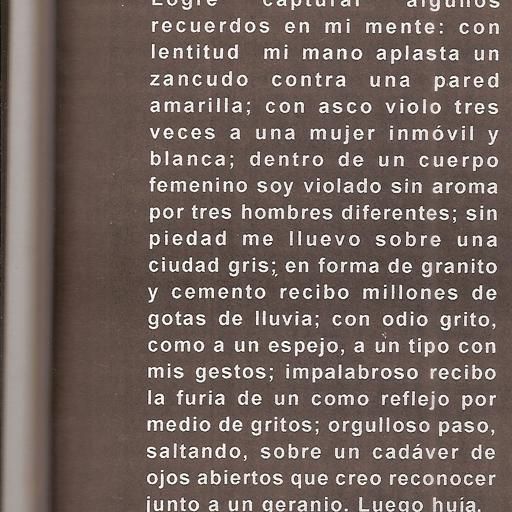 Logré capturar algunos
recuerdos en mi mente: con
lentitud mi mano aplasta un
zancudo contra una pared
amarilla; con asco violo tres
veces a una mujer inmóvil y
blanca; dentro de un cuerpo
femenino soy violado sin aroma
por tres hombres diferentes; sin
piedad me lluevo sobre una
ciudad gris; en forma de granito
y cemento recibo millones de
gotas de lluvia; con odio grito,
como a un espejo, a un tipo con
mis gestos; impalabroso recibo
la furia de un como reflejo por
medio de gritos; orgulloso paso,
saltando, sobre un cadáver de
ojos abiertos que creo reconocer
junto a un geranio. Luego huía.